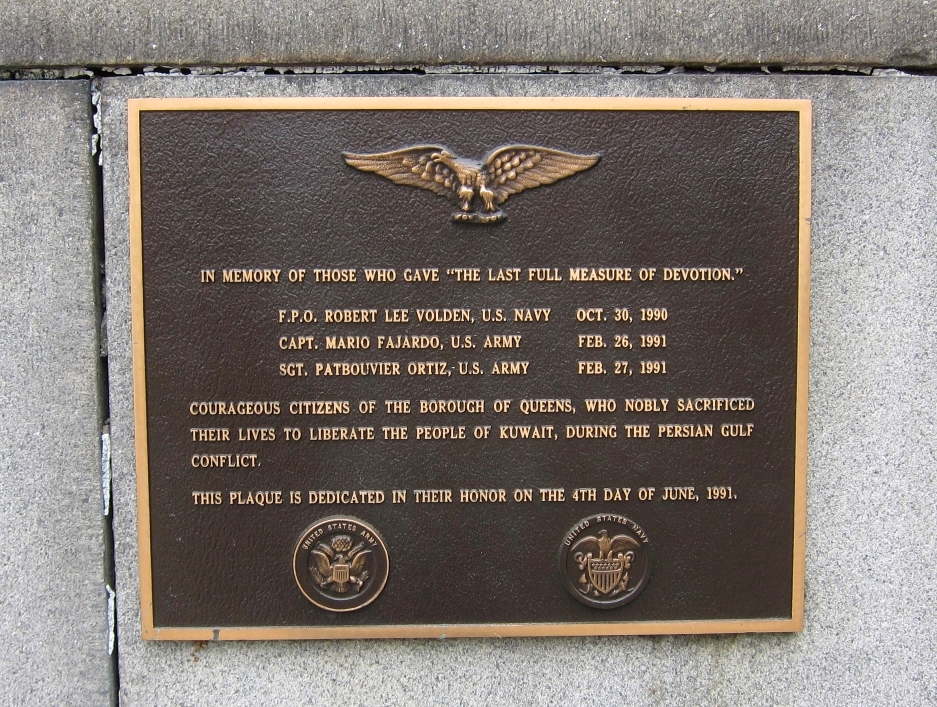 IN MEMORY OF THOSE WHO GAVE "THE LAST FULL MEASURE OF DEVOTION."
F.P.O. ROBERT LEE VOLDEN, U.S. NAVY OCT. 30, 1990
CAPT. MARIO FAJARDO, U.S. ARMY FEB. 26, 1991
SGT. PATBOUVIER ORTIZ, U.S. ARMY FEB. 27, 1991
COURAGEOUS CITIZENS OF THE BOROUGH OF QUEENS, WHO NOBLY SACRIFICED
THEIR LIVES TO LIBERATE THE PEOPLE OF KUWAIT, DURING THE PERSIAN GULF
CONFLICT.
THIS PLAQUE IS DEDICATED IN THEIR HONOR ON THE 4TH DAY OF JUNE, 1991.
UNITED STATES ARMY
UNITED STATES NAVY